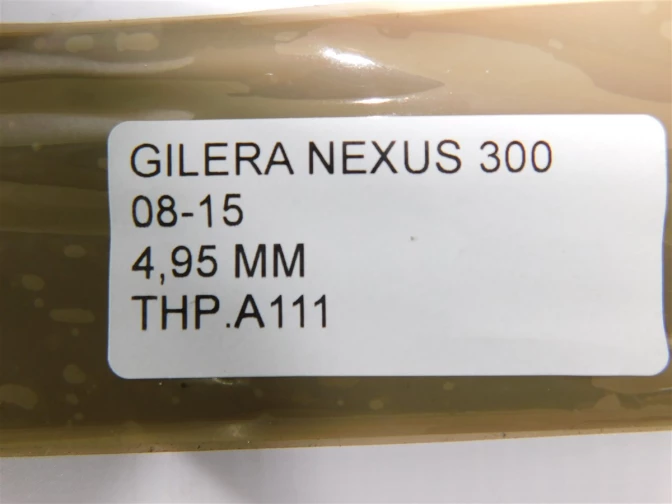 GILERA NEXUS 300
08-15
4,95 MM
THP.A111